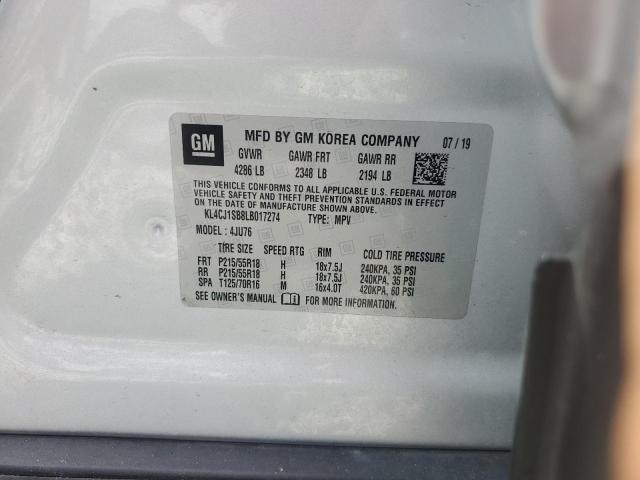 GM MFD BY GM KOREA COMPANY 07/19
GVWR GAWR FRT GAWR RR
4286 LB 2348 LB 2194 LB
THIS VEHICLE CONFORMS TO ALL APPLICABLE U.S. FEDERAL MOTOR
VEHICLE SAFETY AND THEFT PREVENTION STANDARDS IN EFFECT ON
THE DATE OF MANUFACTURE SHOWN ABOVE.
KL4CJ1SB8LB017274 TYPE: MPV
MODEL: 4JU76
TIRE SIZE SPEED RTG RIM COLD TIRE PRESSURE
FRT P215/55R18 H 18x7.5J 240KPA, 35 PSI
RR P215/55R18 H 18x7.5J 240KPA, 35 PSI
SPA T125/70R16 M 16x4.0T 420KPA, 60 PSI
SEE OWNER'S MANUAL FOR MORE INFORMATION.